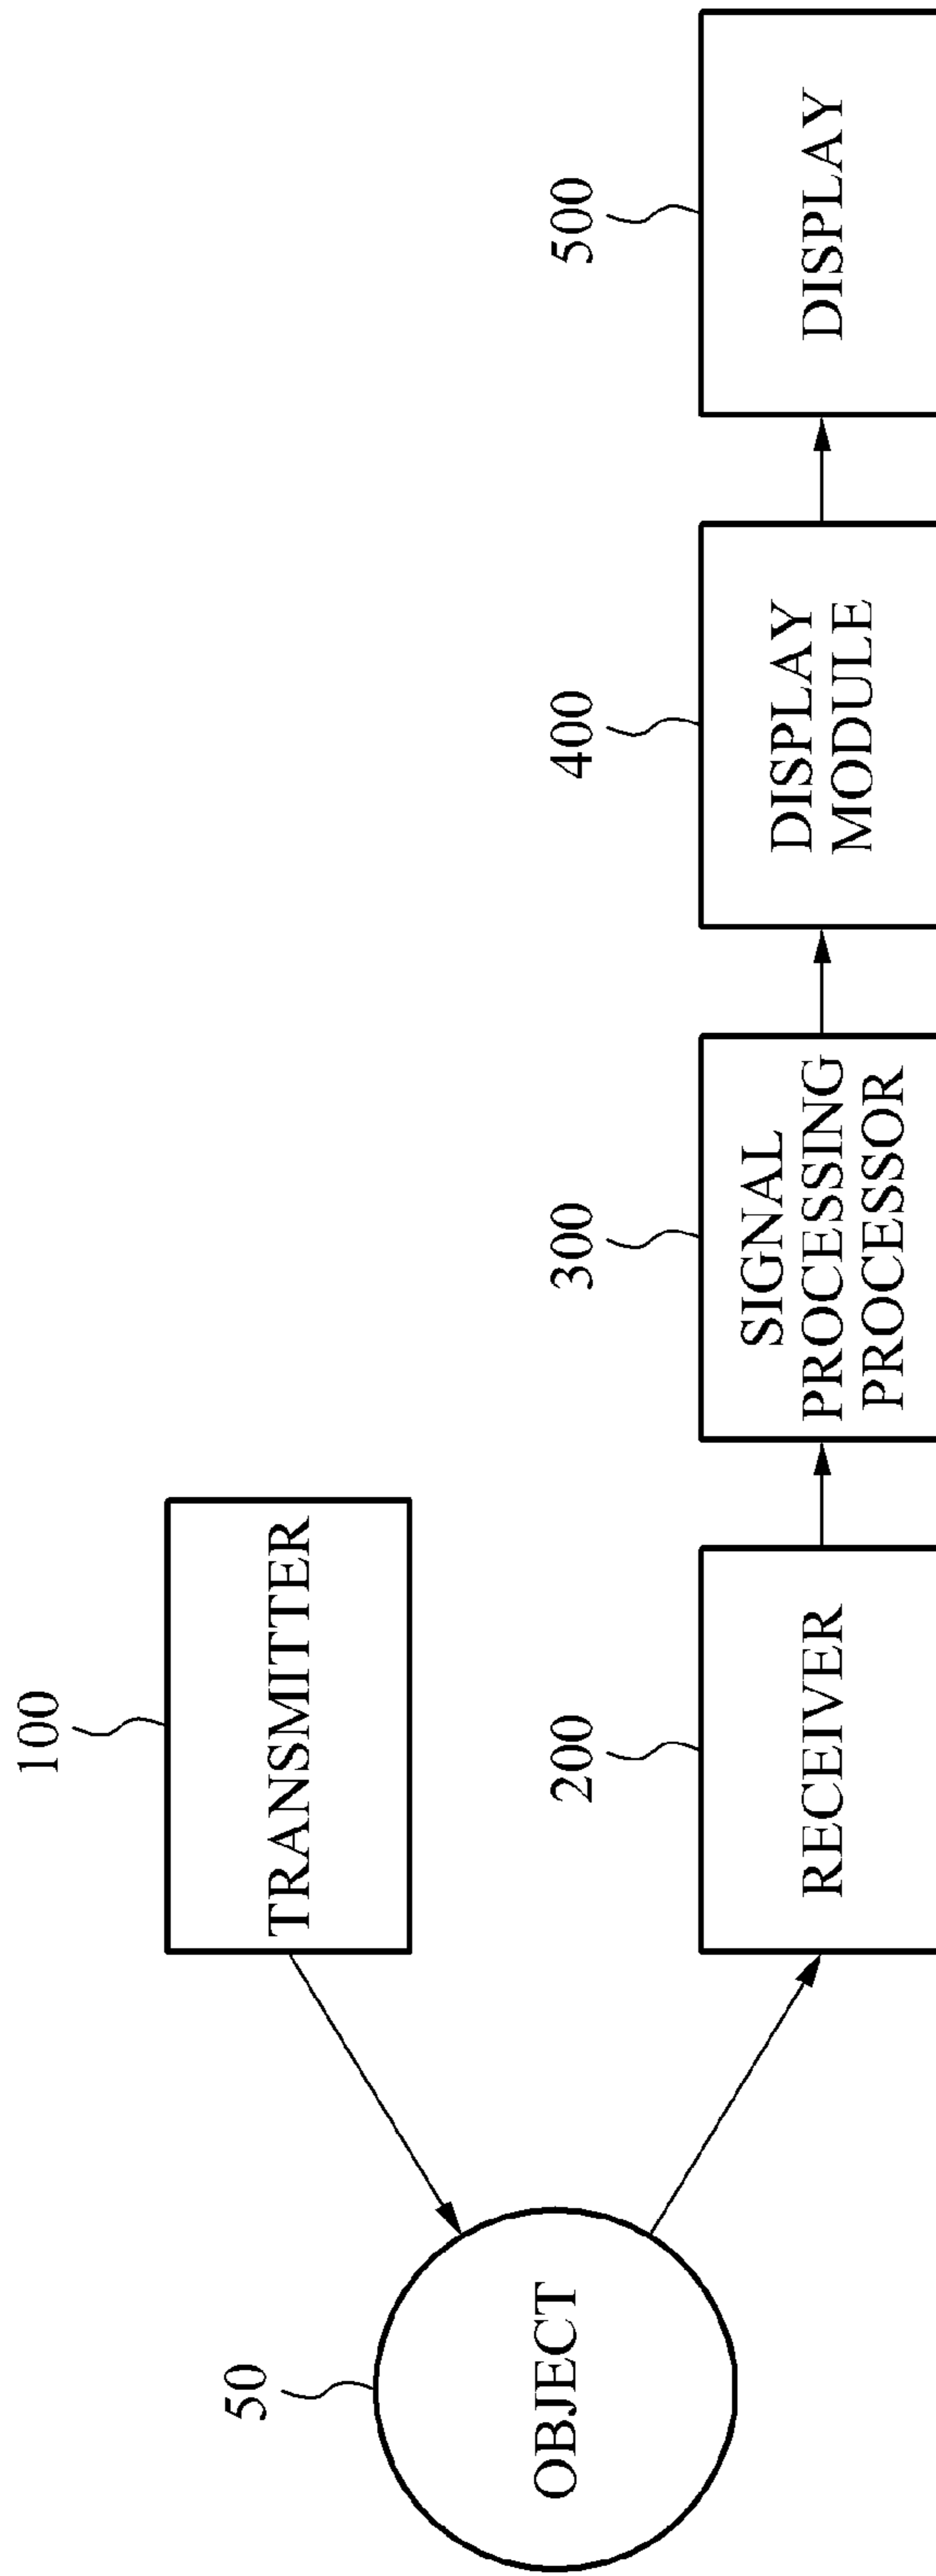 100
TRANSMITTER
50
OBJECT
200
RECEIVER
300
SIGNAL
PROCESSING
PROCESSOR
400
DISPLAY
MODULE
500
DISPLAY